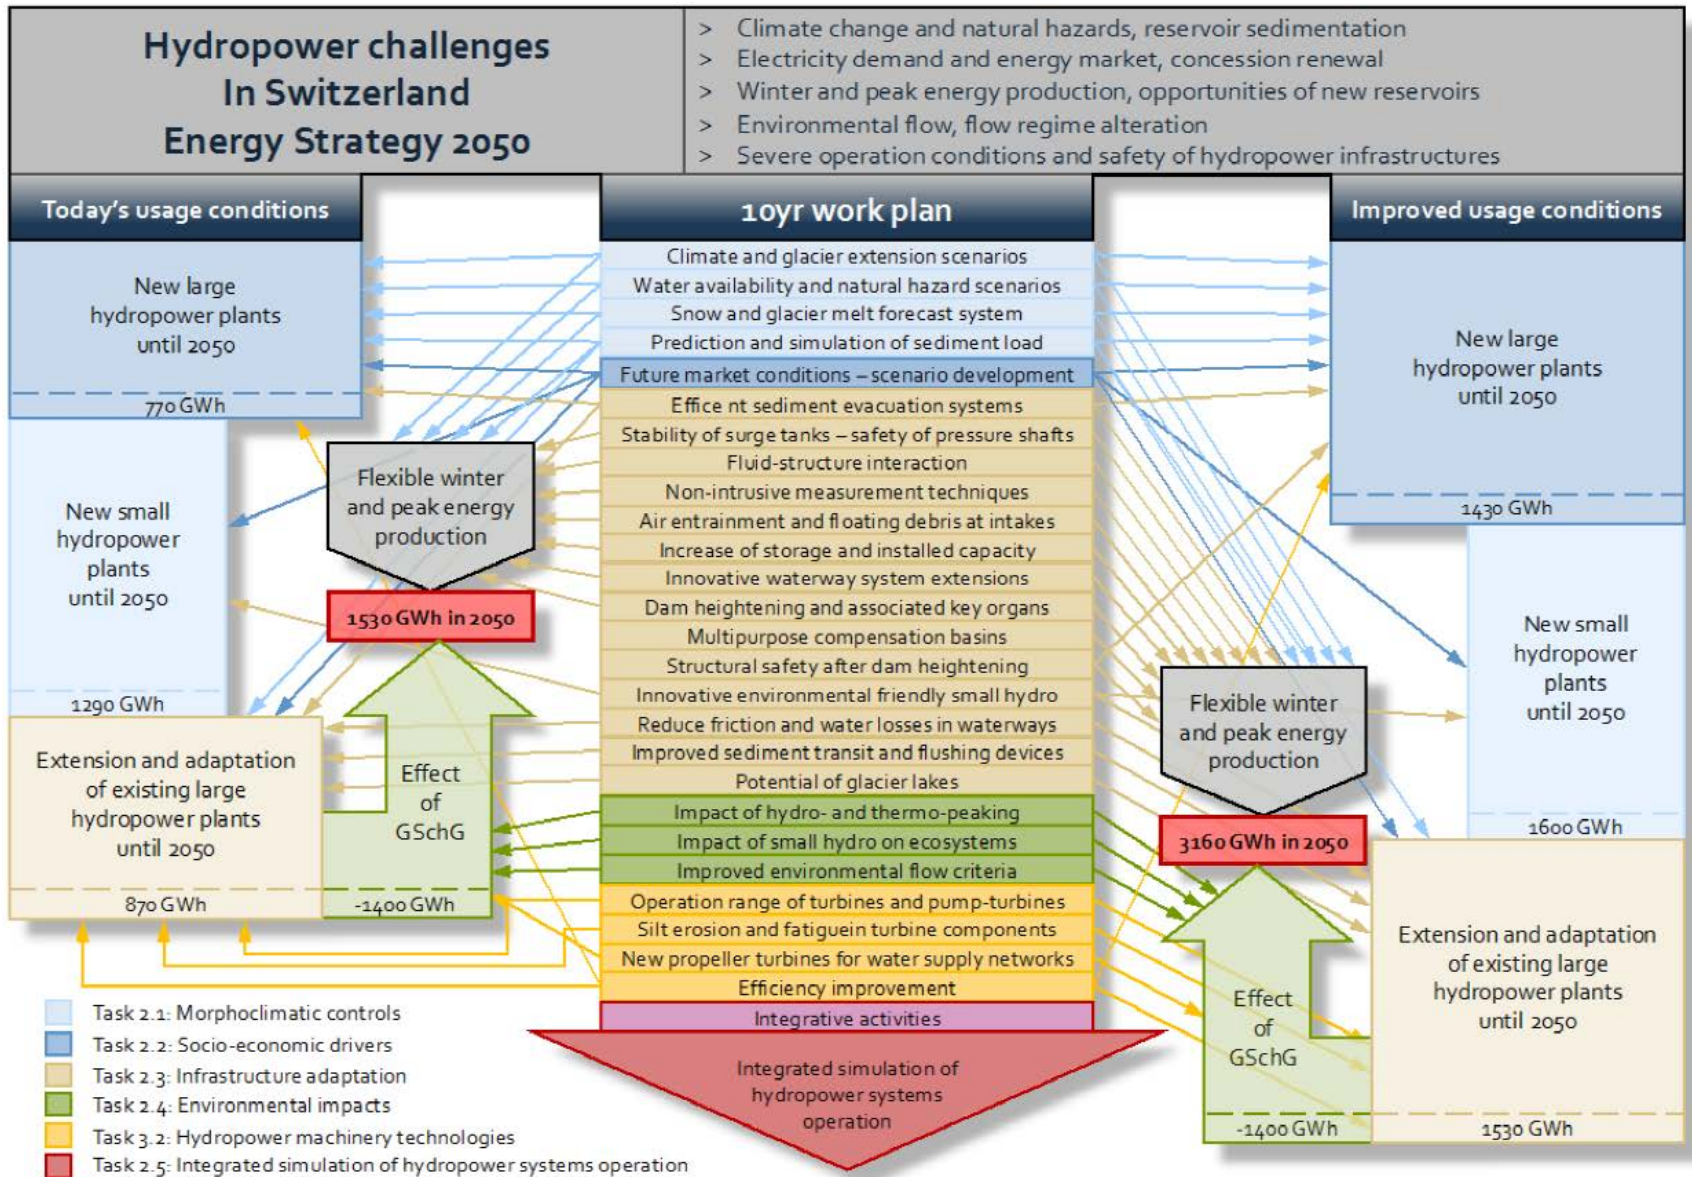 Hydropower challenges
In Switzerland
Energy Strategy 2050
> Climate change and natural hazards, reservoir sedimentation
> Electricity demand and energy market, concession renewal
> Winter and peak energy production, opportunities of new reservoirs
> Environmental flow, flow regime alteration
> Severe operation conditions and safety of hydropower infrastructures
Today's usage conditions
New large
hydropower plants
until 2050
770 GWh
New small
hydropower
plants
until 2050
1290 GWh
Extension and adaptation
of existing large
hydropower plants
until 2050
870 GWh
Flexible winter
and peak energy
production
1530 GWh in 2050
Effect
of
GSchG
-1400 GWh
10yr work plan
Climate and glacier extension scenarios
Water availability and natural hazard scenarios
Snow and glacier melt forecast system
Prediction and simulation of sediment load
Future market conditions – scenario development
Effice nt sediment evacuation systems
Stability of surge tanks – safety of pressure shafts
Fluid-structure interaction
Non-intrusive measurement techniques
Air entrainment and floating debris at intakes
Increase of storage and installed capacity
Innovative waterway system extensions
Dam heightening and associated key organs
Multipurpose compensation basins
Structural safety after dam heightening
Innovative environmental friendly small hydro
Reduce friction and water losses in waterways
Improved sediment transit and flushing devices
Potential of glacier lakes
Impact of hydro- and thermo-peaking
Impact of small hydro on ecosystems
Improved environmental flow criteria
Operation range of turbines and pump-turbines
Silt erosion and fatiguein turbine components
New propeller turbines for water supply networks
Efficiency improvement
Integrative activities
Integrated simulation of
hydropower systems
operation
Improved usage conditions
New large
hydropower plants
until 2050
1430 GWh
New small
hydropower
plants
until 2050
1600 GWh
Flexible winter
and peak energy
production
3160 GWh in 2050
Effect
of
GSchG
-1400 GWh
Extension and adaptation
of existing large
hydropower plants
until 2050
1530 GWh
Task 2.1: Morphoclimatic controls
Task 2.2: Socio-economic drivers
Task 2.3: Infrastructure adaptation
Task 2.4: Environmental impacts
Task 3.2: Hydropower machinery technologies
Task 2.5: Integrated simulation of hydropower systems operation